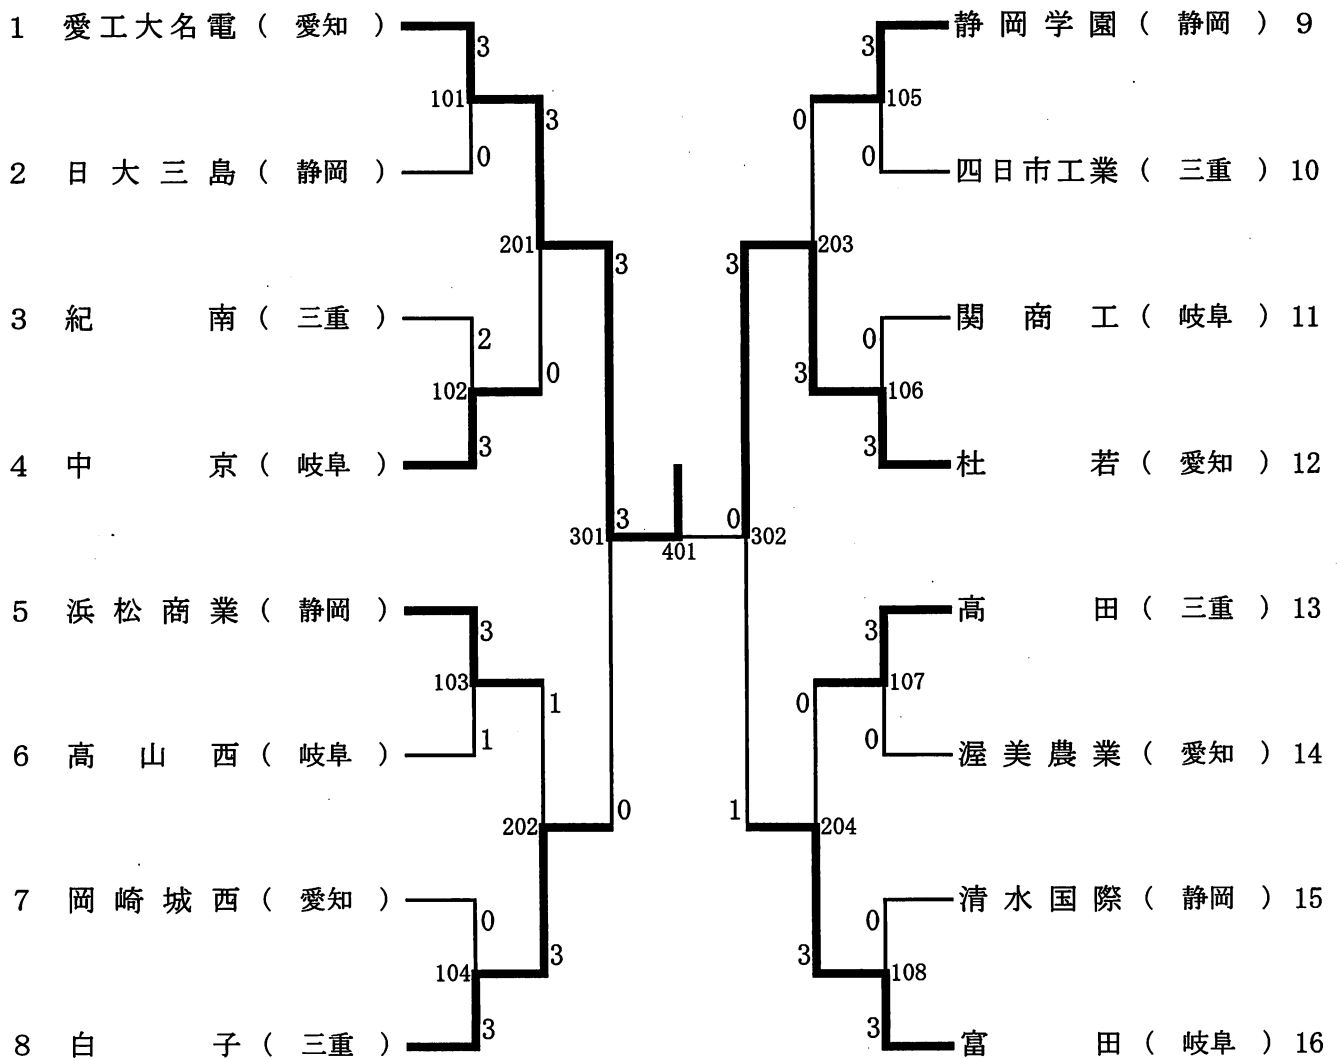 1 愛工大名電 ( 愛知 )
3
101
3
0
2 日大三島 ( 静岡 )
201
3
3 紀 南 ( 三重 )
2
102
0
3
4 中 京 ( 岐阜 )
301
3
401
5 浜松商業 ( 静岡 )
3
103
1
1
6 高山西 ( 岐阜 )
202
0
7 岡崎城西 ( 愛知 )
0
104
3
3
8 白 子 ( 三重 )
静岡学園 ( 静岡 ) 9
3
105
0
0
四日市工業 ( 三重 ) 10
203
3
関商工 ( 岐阜 ) 11
0
106
3
3
杜 若 ( 愛知 ) 12
0
302
高 田 ( 三重 ) 13
3
107
0
0
渥美農業 ( 愛知 ) 14
1
204
清水国際 ( 静岡 ) 15
0
108
3
3
富 田 ( 岐阜 ) 16